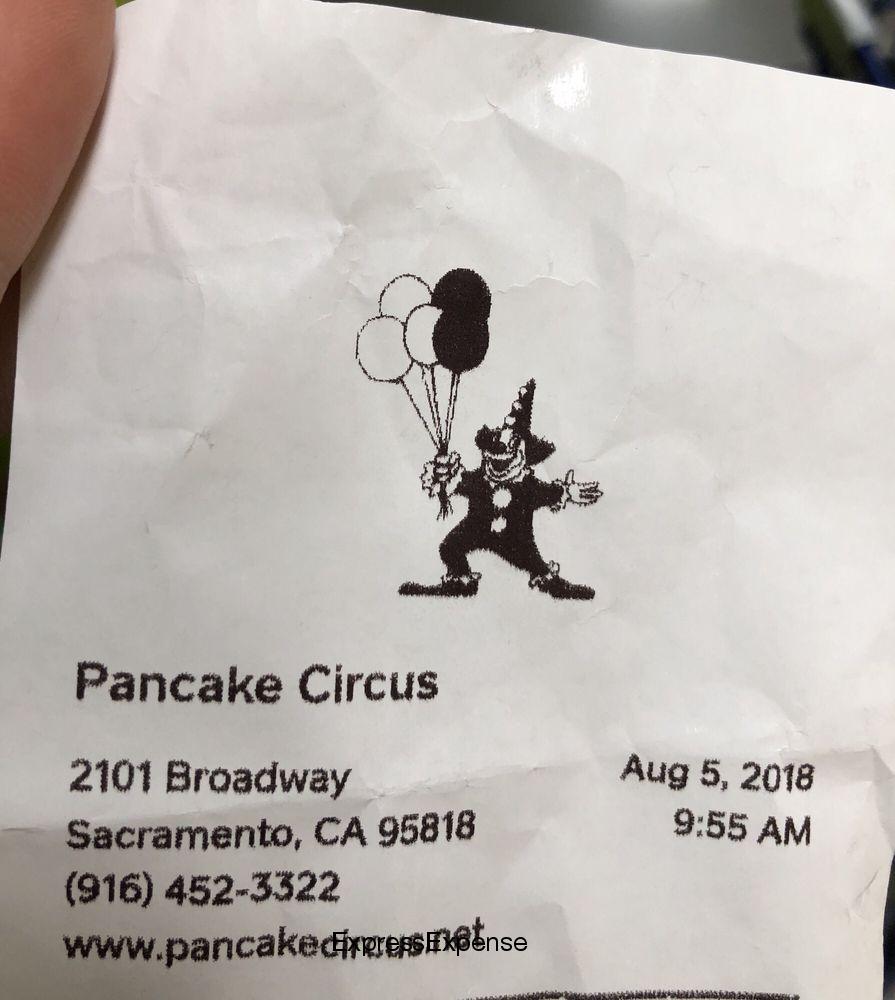 Pancake Circus
2101 Broadway
Sacramento, CA 95818
(916) 452-3322
www.pancakecircus.net
Aug 5, 2018
9:55 AM
ExpressExpense